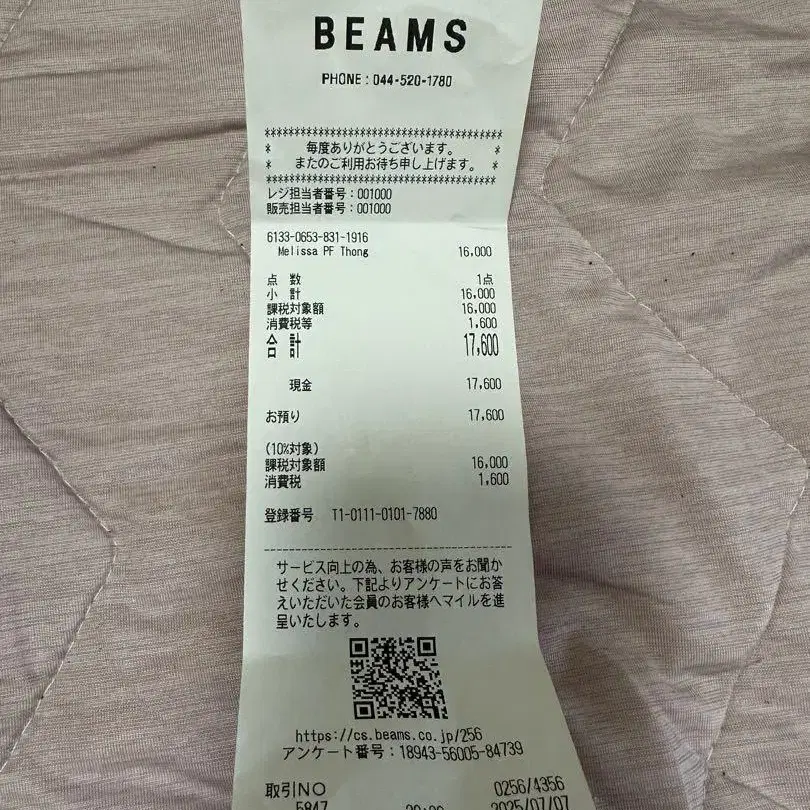 BEAMS
PHONE : 044-520-1780
**************************************
* 毎度ありがとうございます。 *
* またのご利用お待ち申し上げます。 *
**************************************
レジ担当者番号：001000
販売担当者番号：001000
6133-0653-831-1916
Melissa PF Thong 16,000
点 数 1点
小 計 16,000
課税対象額 16,000
消費税等 1,600
合 計 17,600
現金 17,600
お預り 17,600
(10%対象)
課税対象額 16,000
消費税 1,600
登録番号 T1-0111-0101-7880
サービス向上の為、お客様の声をお聞か
せください。下記よりアンケートにお答
えいただいた会員のお客様へマイルを進
呈いたします。
https://cs.beams.co.jp/256
アンケート番号：18943-56005-84739
取引NO 0256/4356
5847 2025/07/07